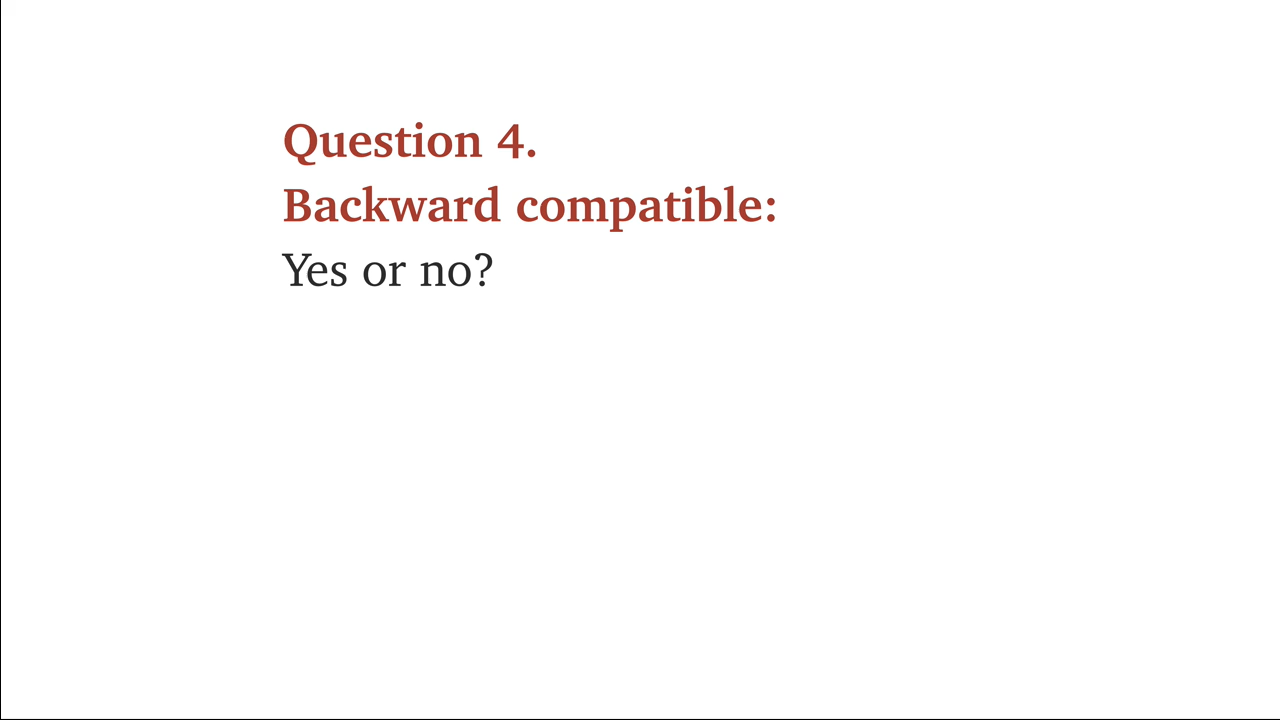 Question 4.
Backward compatible:
Yes or no?